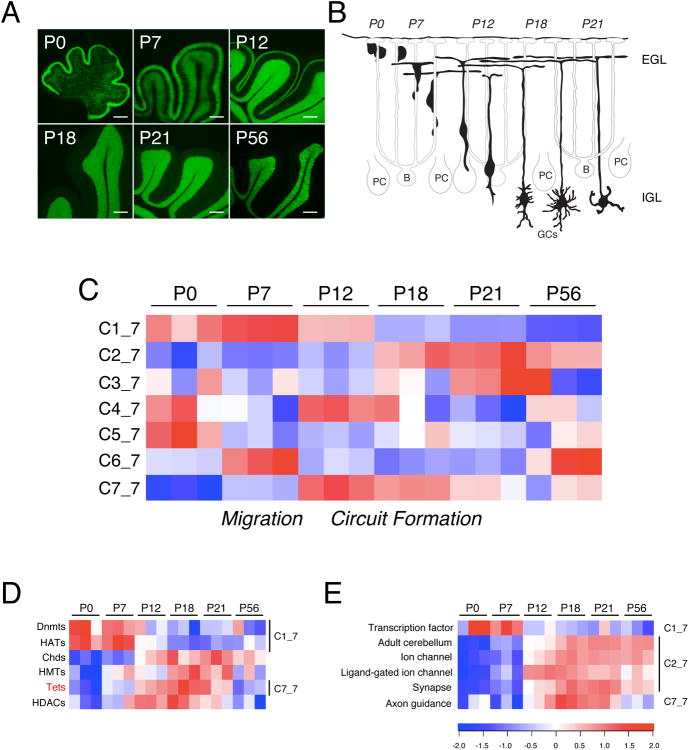 A
P0 P7 P12
P18 P21 P56
B
P0 P7 P12 P18 P21
EGL
PC B PC PC B PC
IGL
GCs
C
P0 P7 P12 P18 P21 P56
C1_7
C2_7
C3_7
C4_7
C5_7
C6_7
C7_7
Migration Circuit Formation
D
P0 P7 P12 P18 P21 P56
Dnmts
HATs
Chds
HMTs
Tets
HDACs
C1_7
C7_7
E
P0 P7 P12 P18 P21 P56
Transcription factor
Adult cerebellum
Ion channel
Ligand-gated ion channel
Synapse
Axon guidance
C1_7
C2_7
C7_7
-2.0 -1.5 -1.0 -0.5 0.0 0.5 1.0 1.5 2.0